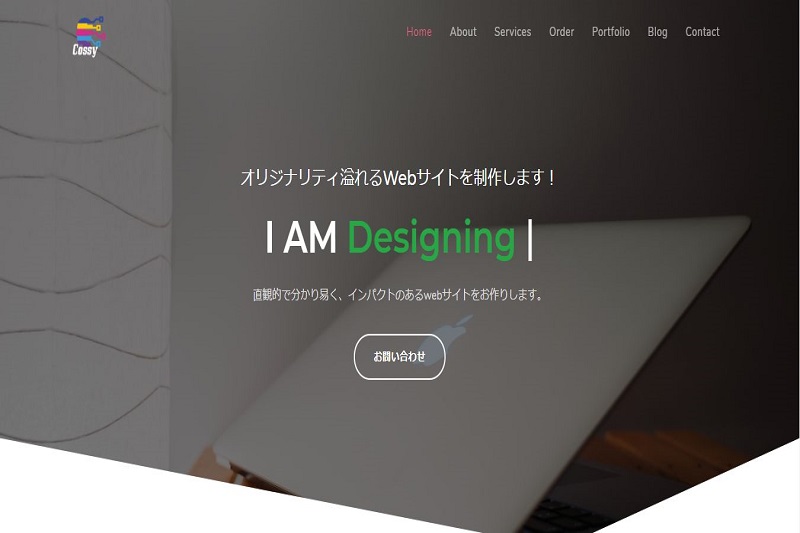 Cossy
Home About Services Order Portfolio Blog Contact
オリジナリティ溢れるWebサイトを制作します！
I AM Designing |
直観的で分かり易く、インパクトのあるwebサイトをお作りします。
お問い合わせ